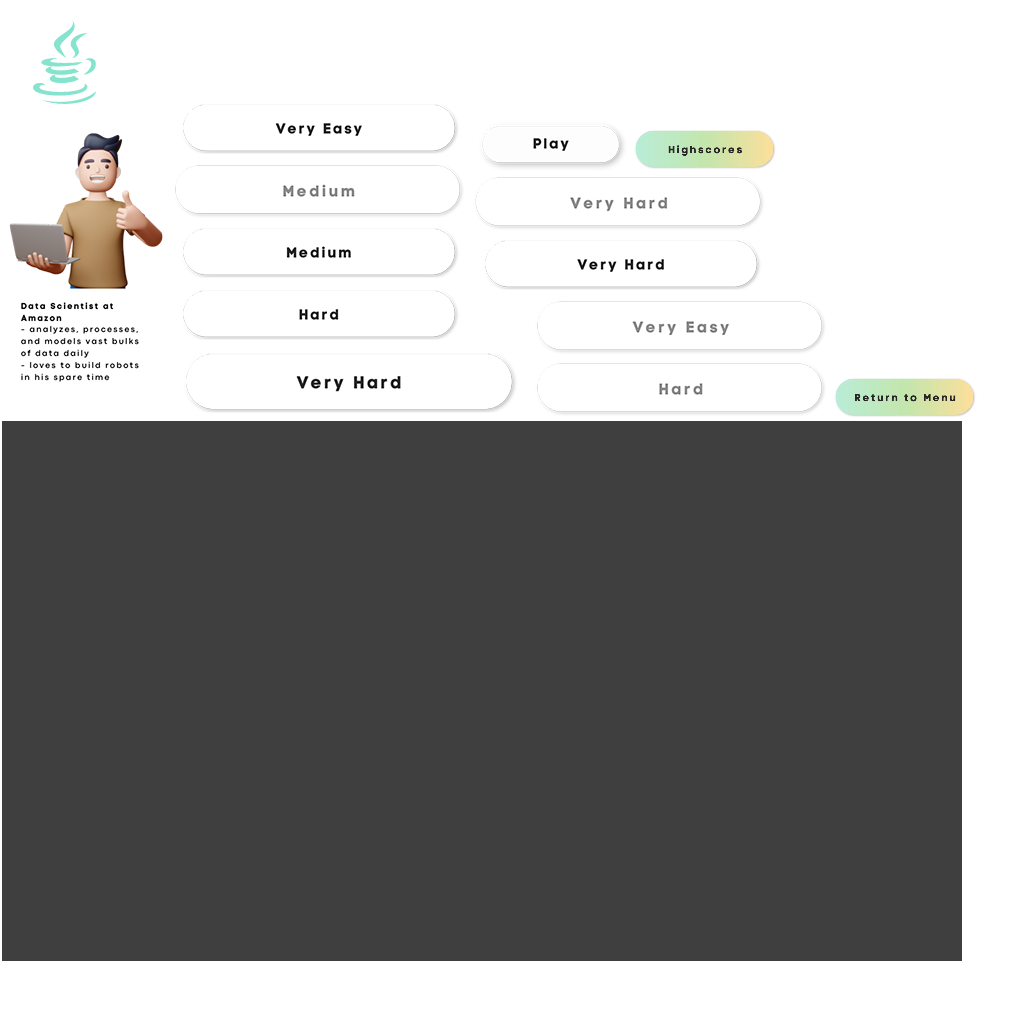 Very Easy
Play
Highscores
Medium
Very Hard
Medium
Very Hard
Data Scientist at
Amazon
- analyzes, processes,
and models vast bulks
of data daily
- loves to build robots
in his spare time
Hard
Very Easy
Very Hard
Hard
Return to Menu